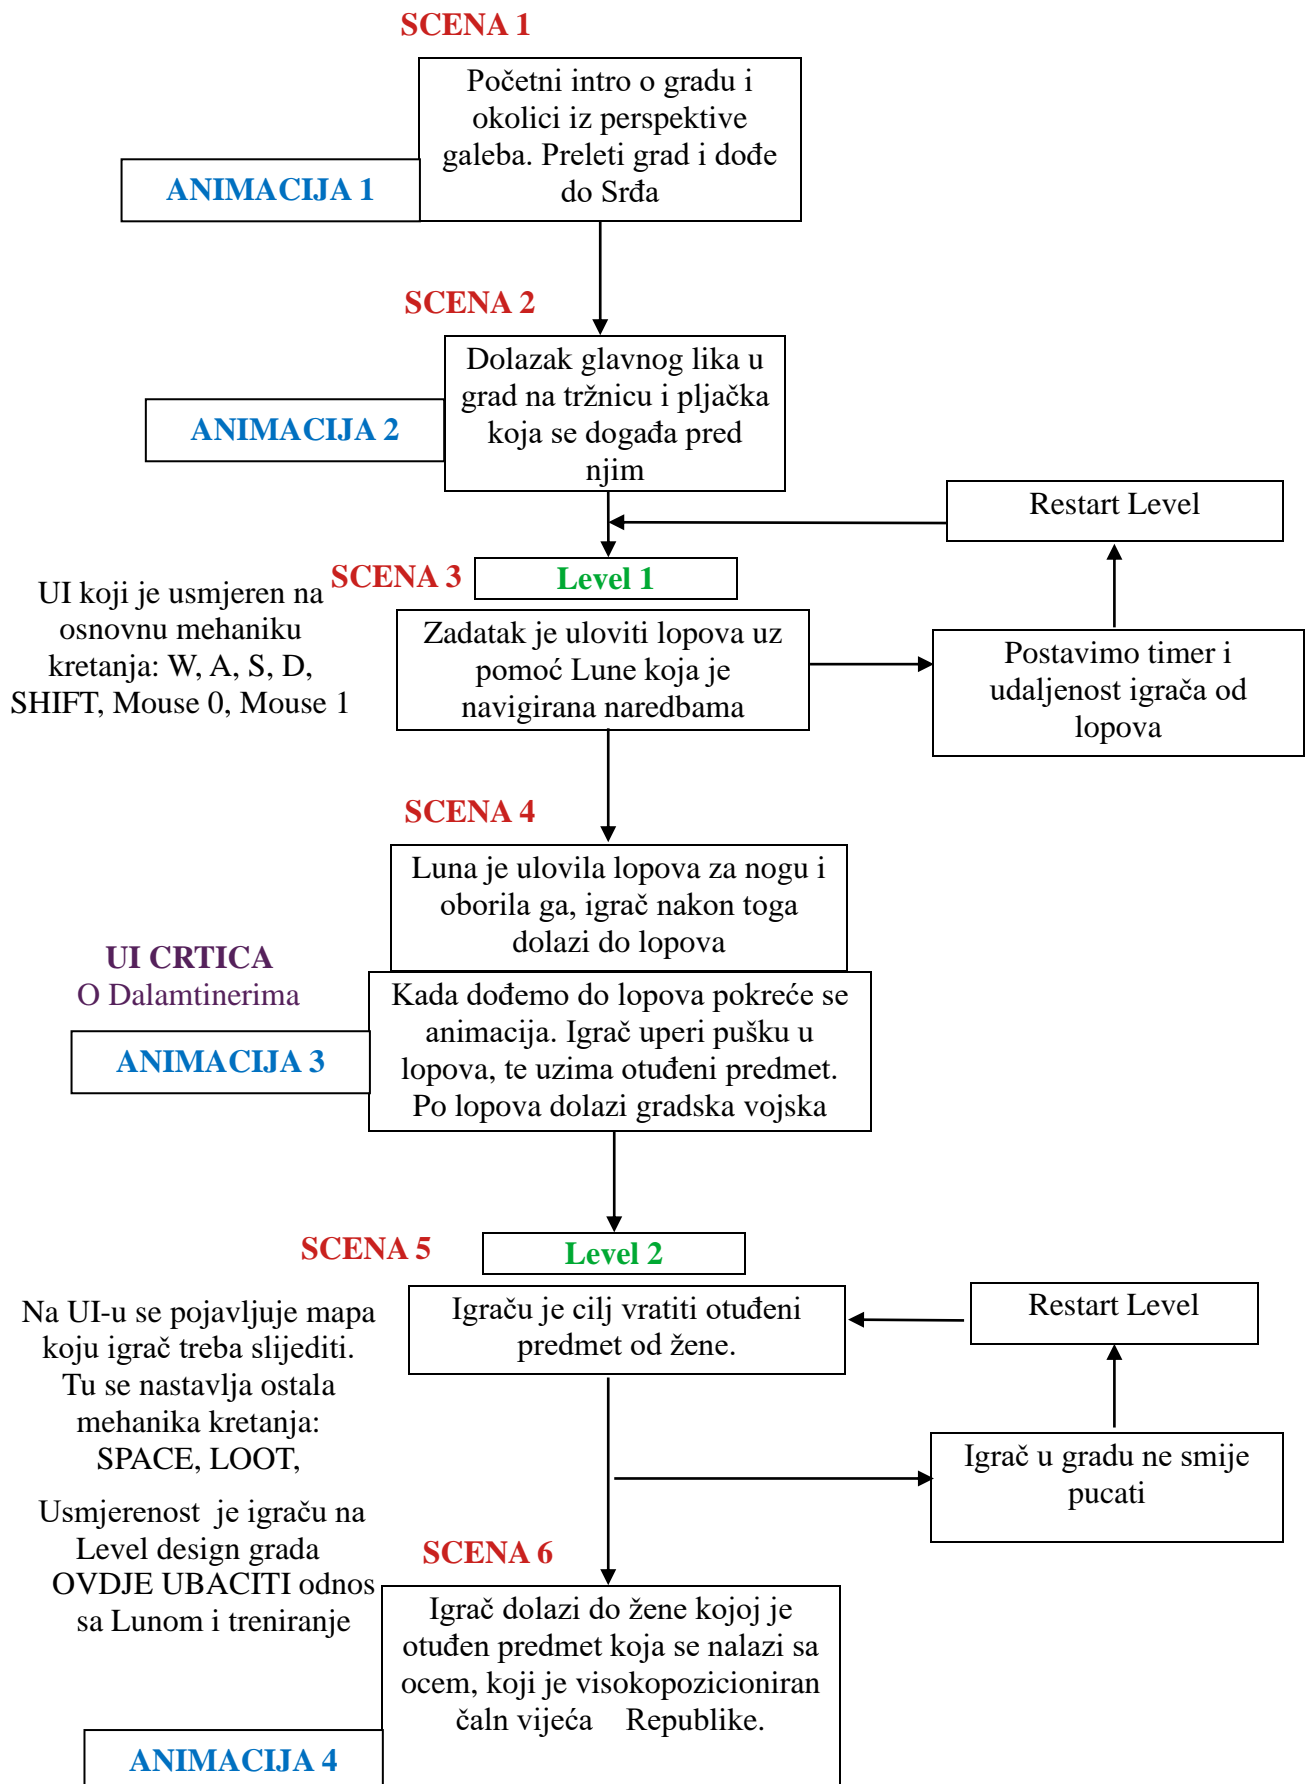 SCENA 1
Početni intro o gradu i
okolici iz perspektive
galeba. Preleti grad i dođe
do Srđa
ANIMACIJA 1
SCENA 2
Dolazak glavnog lika u
grad na tržnicu i pljačka
koja se događa pred
njim
ANIMACIJA 2
Restart Level
SCENA 3
Level 1
UI koji je usmjeren na
osnovnu mehaniku
kretanja: W, A, S, D,
SHIFT, Mouse 0, Mouse 1
Zadatak je uloviti lopova uz
pomoć Lune koja je
navigirana naredbama
Postavimo timer i
udaljenost igrača od
lopova
SCENA 4
Luna je ulovila lopova za nogu i
oborila ga, igrač nakon toga
dolazi do lopova
UI CRTICA
O Dalamtinerima
Kada dođemo do lopova pokreće se
animacija. Igrač uperi pušku u
lopova, te uzima otuđeni predmet.
Po lopova dolazi gradska vojska
ANIMACIJA 3
SCENA 5
Level 2
Igraču je cilj vratiti otuđeni
predmet od žene.
Restart Level
Na UI-u se pojavljuje mapa
koju igrač treba slijediti.
Tu se nastavlja ostala
mehanika kretanja:
SPACE, LOOT,
Igrač u gradu ne smije
pucati
Usmjerenost je igraču na
Level design grada
OVDJE UBACITI odnos
sa Lunom i treniranje
SCENA 6
Igrač dolazi do žene kojoj je
otuđen predmet koja se nalazi sa
ocem, koji je visokopozicioniran
čaln vijeća Republike.
ANIMACIJA 4